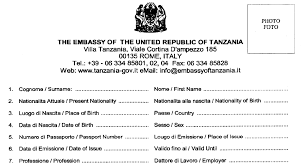 PHOTO
FOTO
THE EMBASSY OF THE UNITED REPUBLIC OF TANZANIA
Villa Tanzania, Viale Cortina D'ampezzo 185
00135 ROME, ITALY
Tel.: +39 - 06 334 85801, 02, 04 Fax: 06 334 85828
Web: www.tanzania-gov.it eMail: info@embassyoftanzania.it
1. Cognome / Surname: Nome / First Name
2. Nationalità Attuale / Present Nationality Nationalità alla nascita / Nationality of Birth
3. Luogo di Nascita / Place of Birth Paese / Country
4. Data di Nascita / Date of Birth Sesso / Sex
5. Numero di Passaporto / Passport Number Luogo di Emissione / Place of Issue
6. Data di Emissione / Date of Issue Valido fino al / Valid Until
7. Professione / Profession Dattore di Lavoro / Employer